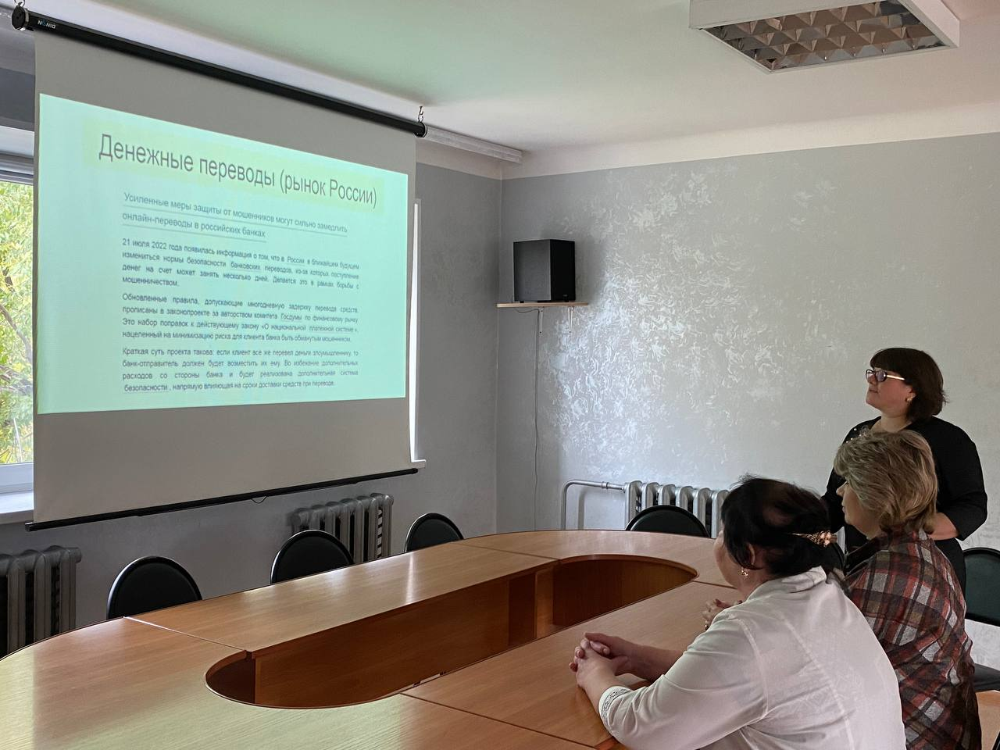 Денежные переводы (рынок России)
Усиленные меры защиты от мошенников могут сильно замедлить
онлайн-переводы в российских банках
21 июля 2022 года появилась информация о том, что в России в ближайшем будущем
измениться нормы безопасности банковских переводов, из-за которых поступление
денег на счет может занять несколько дней. Делается это в рамках борьбы с
мошенничеством.
Обновленные правила, допускающие многодневную задержку перевода средств,
прописаны в законопроекте за авторством комитета Госдумы по финансовому рынку.
Это набор поправок к действующему закону «О национальной платежной системе»,
нацеленный на минимизацию риска для клиента банка быть обманутым мошенником.
Краткая суть проекта такова: если клиент все же перевел деньги злоумышленнику, то
банк-отправитель должен будет возместить их ему. Во избежание дополнительных
расходов со стороны банка и будет реализована дополнительная система
безопасности, напрямую влияющая на сроки доставки средств при переводе.